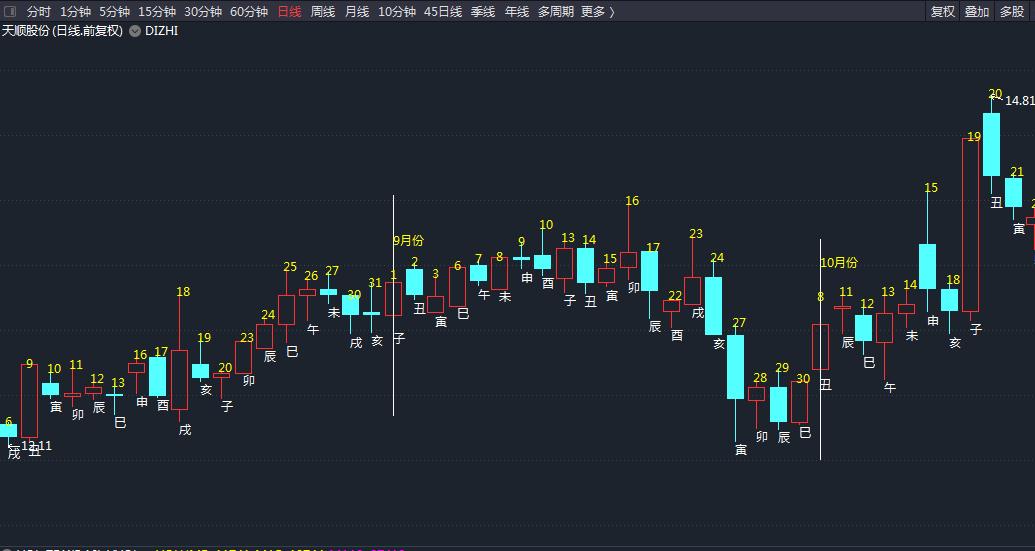 分时 1分钟 5分钟 15分钟 30分钟 60分钟 日线 周线 月线 10分钟 45日线 季线 年线 多周期 更多 〉 复权 叠加 多股
天顺股份(日线.前复权) DIZHI
20 14.81
19
15 21
丑
16 寅
10 23
9月份 9 13 14 17 24 10月份
25 26 27 31 1 2 3 6 7 8 15 22 8 11 12 13 14 18
18 30 申 酉 子 丑 寅 卯
24 未 丑 寅 巳 午 未 辰 酉 戌 27 申
19 23 巳 午 戌 亥 子 亥 辰 未 亥 子
9 10 11 12 13 16 17 20 辰 28 29 30 丑 巳
寅 卯 辰 巳 申 酉 戌 亥 子 卯 午
6 寅 卯 辰 巳
戌 12.11 丑